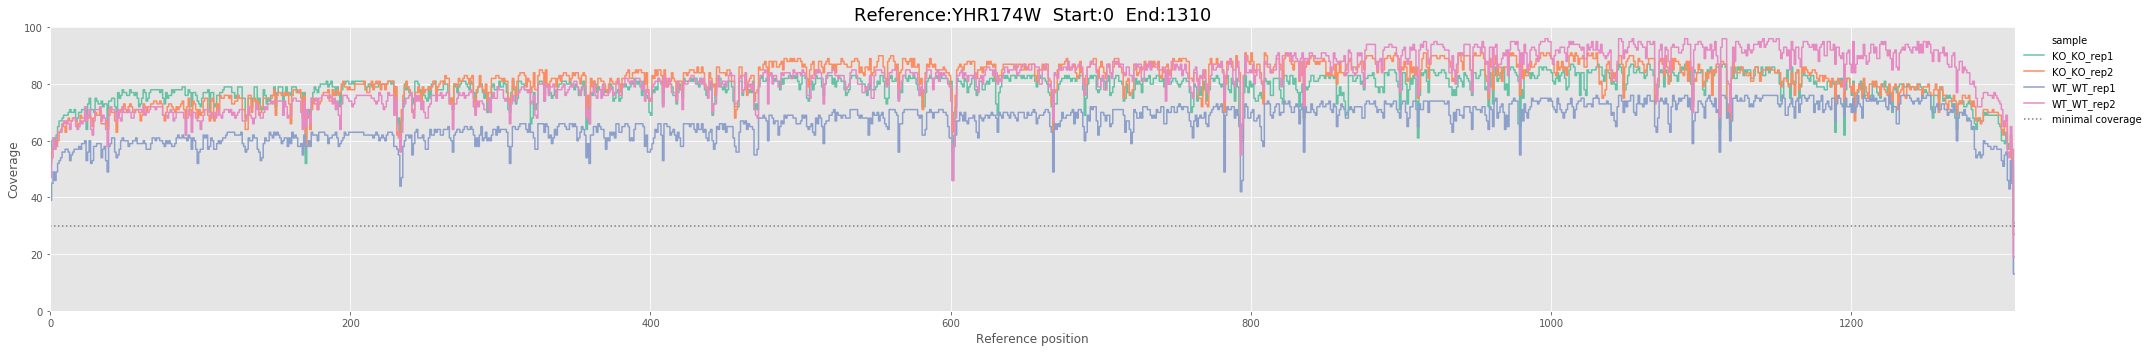 Reference:YHR174W  Start:0  End:1310
100
80
60
40
20
0
Coverage
0 200 400 600 800 1000 1200
Reference position
sample
KO_KO_rep1
KO_KO_rep2
WT_WT_rep1
WT_WT_rep2
minimal coverage